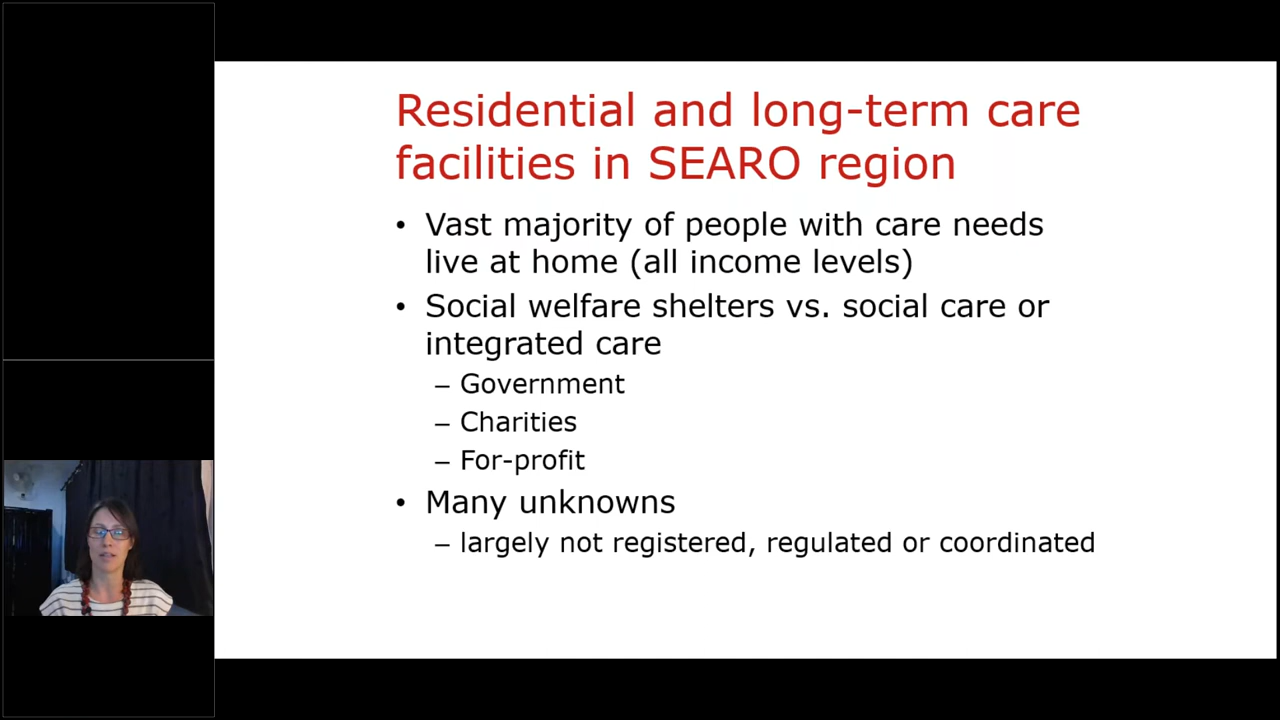 Residential and long-term care
facilities in SEARO region
• Vast majority of people with care needs
live at home (all income levels)
• Social welfare shelters vs. social care or
integrated care
– Government
– Charities
– For-profit
• Many unknowns
– largely not registered, regulated or coordinated